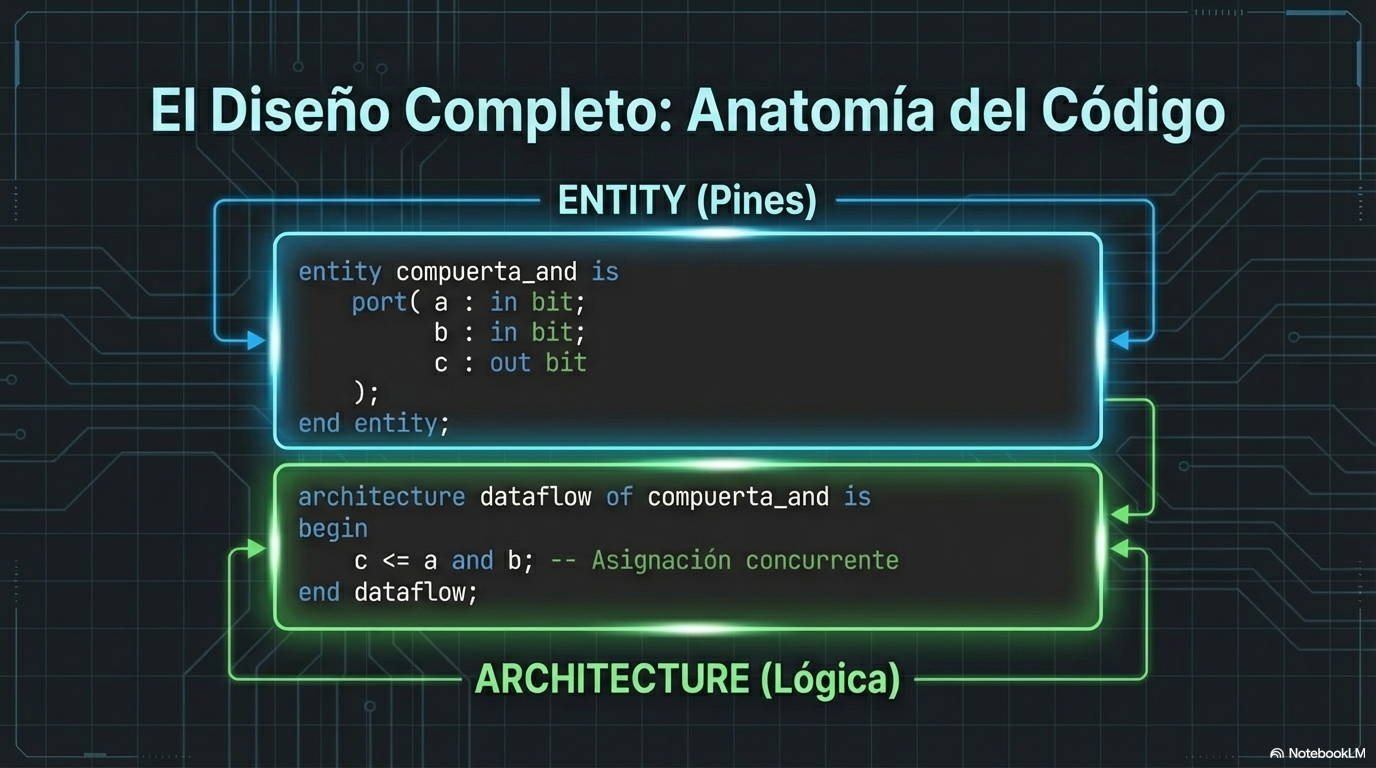 El Diseño Completo: Anatomía del Código
ENTITY (Pines)
entity compuerta_and is
    port( a : in bit;
          b : in bit;
          c : out bit
    );
end entity;
architecture dataflow of compuerta_and is
begin
    c <= a and b; -- Asignación concurrente
end dataflow;
ARCHITECTURE (Lógica)
NotebookLM